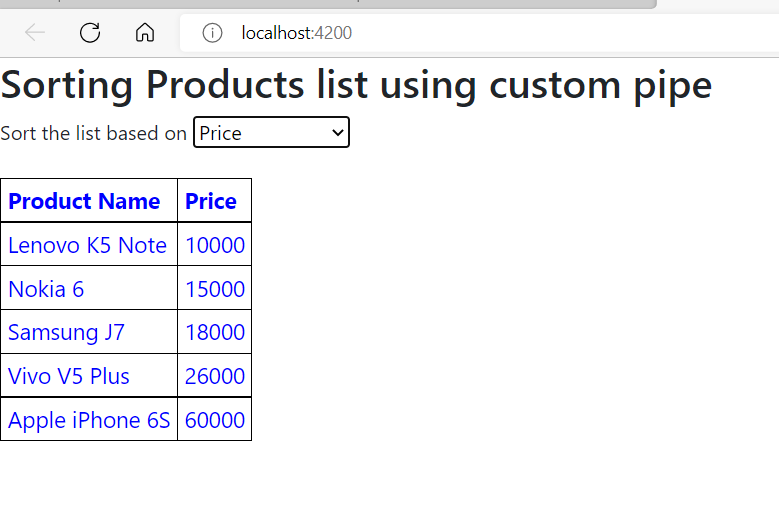 localhost:4200
Sorting Products list using custom pipe
Sort the list based on Price
Product Name Price
Lenovo K5 Note 10000
Nokia 6 15000
Samsung J7 18000
Vivo V5 Plus 26000
Apple iPhone 6S 60000